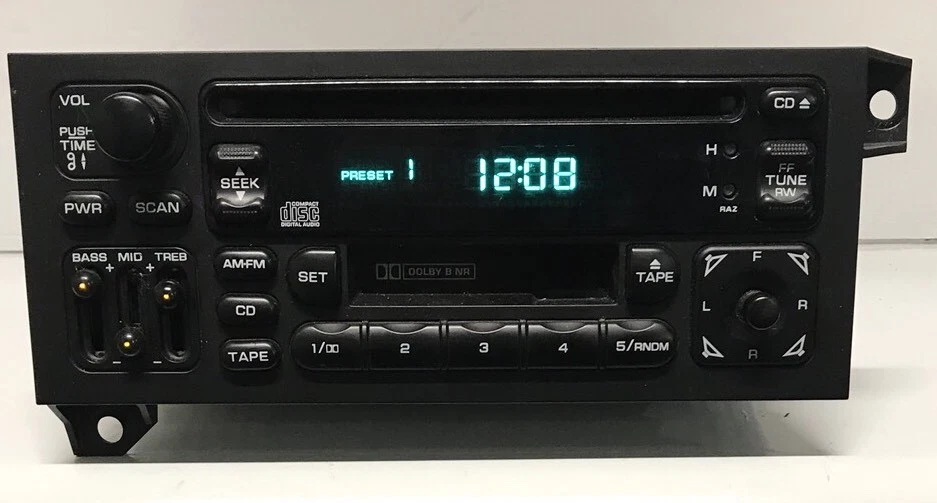 VOL
PUSH
TIME
PWR
SCAN
BASS MID TREB
+ +
− −
SEEK
COMPACT
disc
DIGITAL AUDIO
PRESET 1 12:08
CD
H
M
RAZ
FF
TUNE
RW
AM•FM
CD
TAPE
SET
DOLBY B NR
TAPE
1/
2
3
4
5/RNDM
F
L R
R